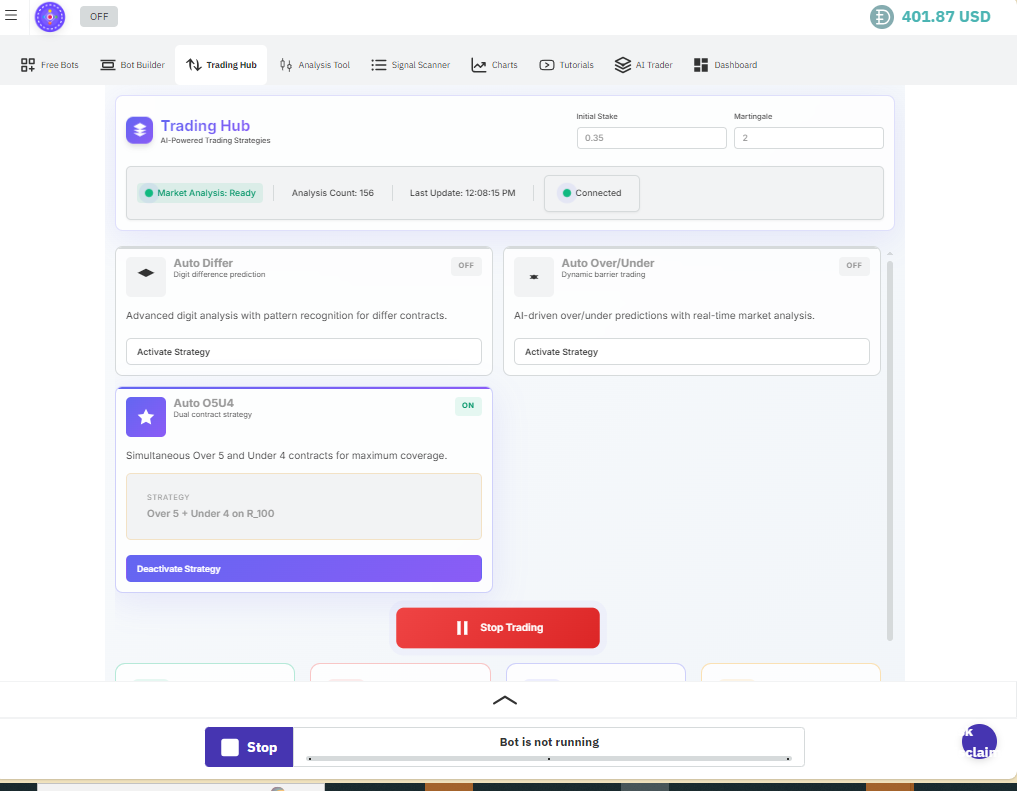 OFF
401.87 USD
Free Bots
Bot Builder
Trading Hub
Analysis Tool
Signal Scanner
Charts
Tutorials
AI Trader
Dashboard
Trading Hub
AI-Powered Trading Strategies
Initial Stake
Martingale
0.35
2
Market Analysis: Ready
Analysis Count: 156
Last Update: 12:08:15 PM
Connected
Auto Differ
Digit difference prediction
OFF
Advanced digit analysis with pattern recognition for differ contracts.
Activate Strategy
Auto Over/Under
Dynamic barrier trading
OFF
AI-driven over/under predictions with real-time market analysis.
Activate Strategy
Auto O5U4
Dual contract strategy
ON
Simultaneous Over 5 and Under 4 contracts for maximum coverage.
STRATEGY
Over 5 + Under 4 on R_100
Deactivate Strategy
Stop Trading
Stop
Bot is not running
k
clain